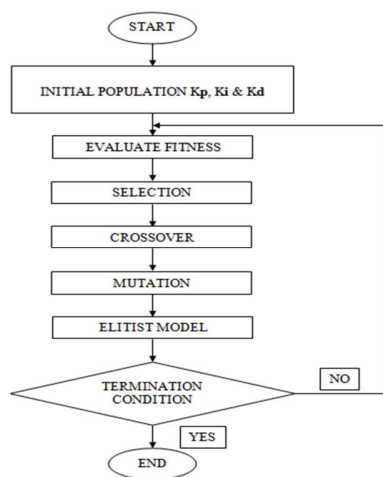 START
INITIAL POPULATION Kp, Ki & Kd
EVALUATE FITNESS
SELECTION
CROSSOVER
MUTATION
ELITIST MODEL
TERMINATION
CONDITION
NO
YES
END